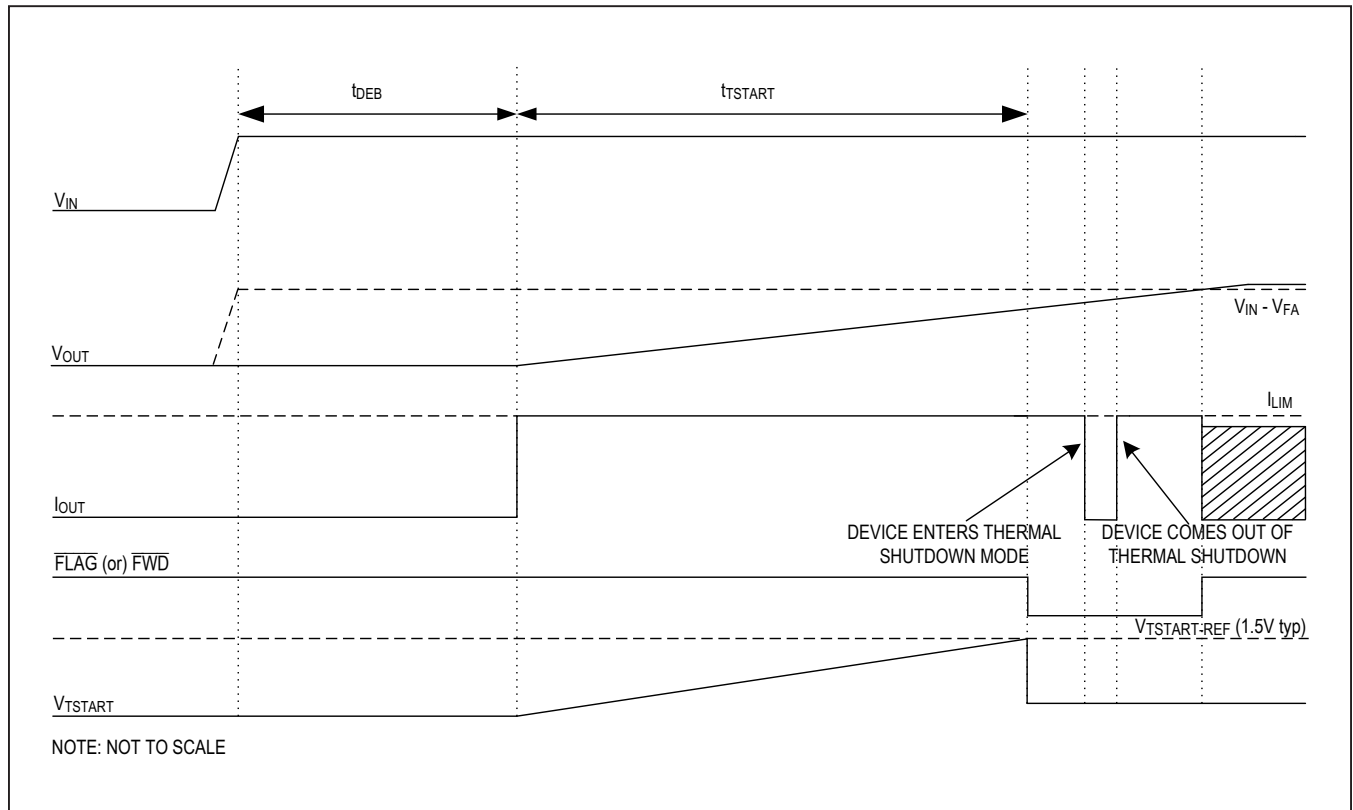 tDEB
tTSTART
VIN
VIN - VFA
VOUT
ILIM
IOUT
DEVICE ENTERS THERMAL
SHUTDOWN MODE
DEVICE COMES OUT OF
THERMAL SHUTDOWN
FLAG (or) FWD
VTSTART-REF (1.5V typ)
VTSTART
NOTE: NOT TO SCALE